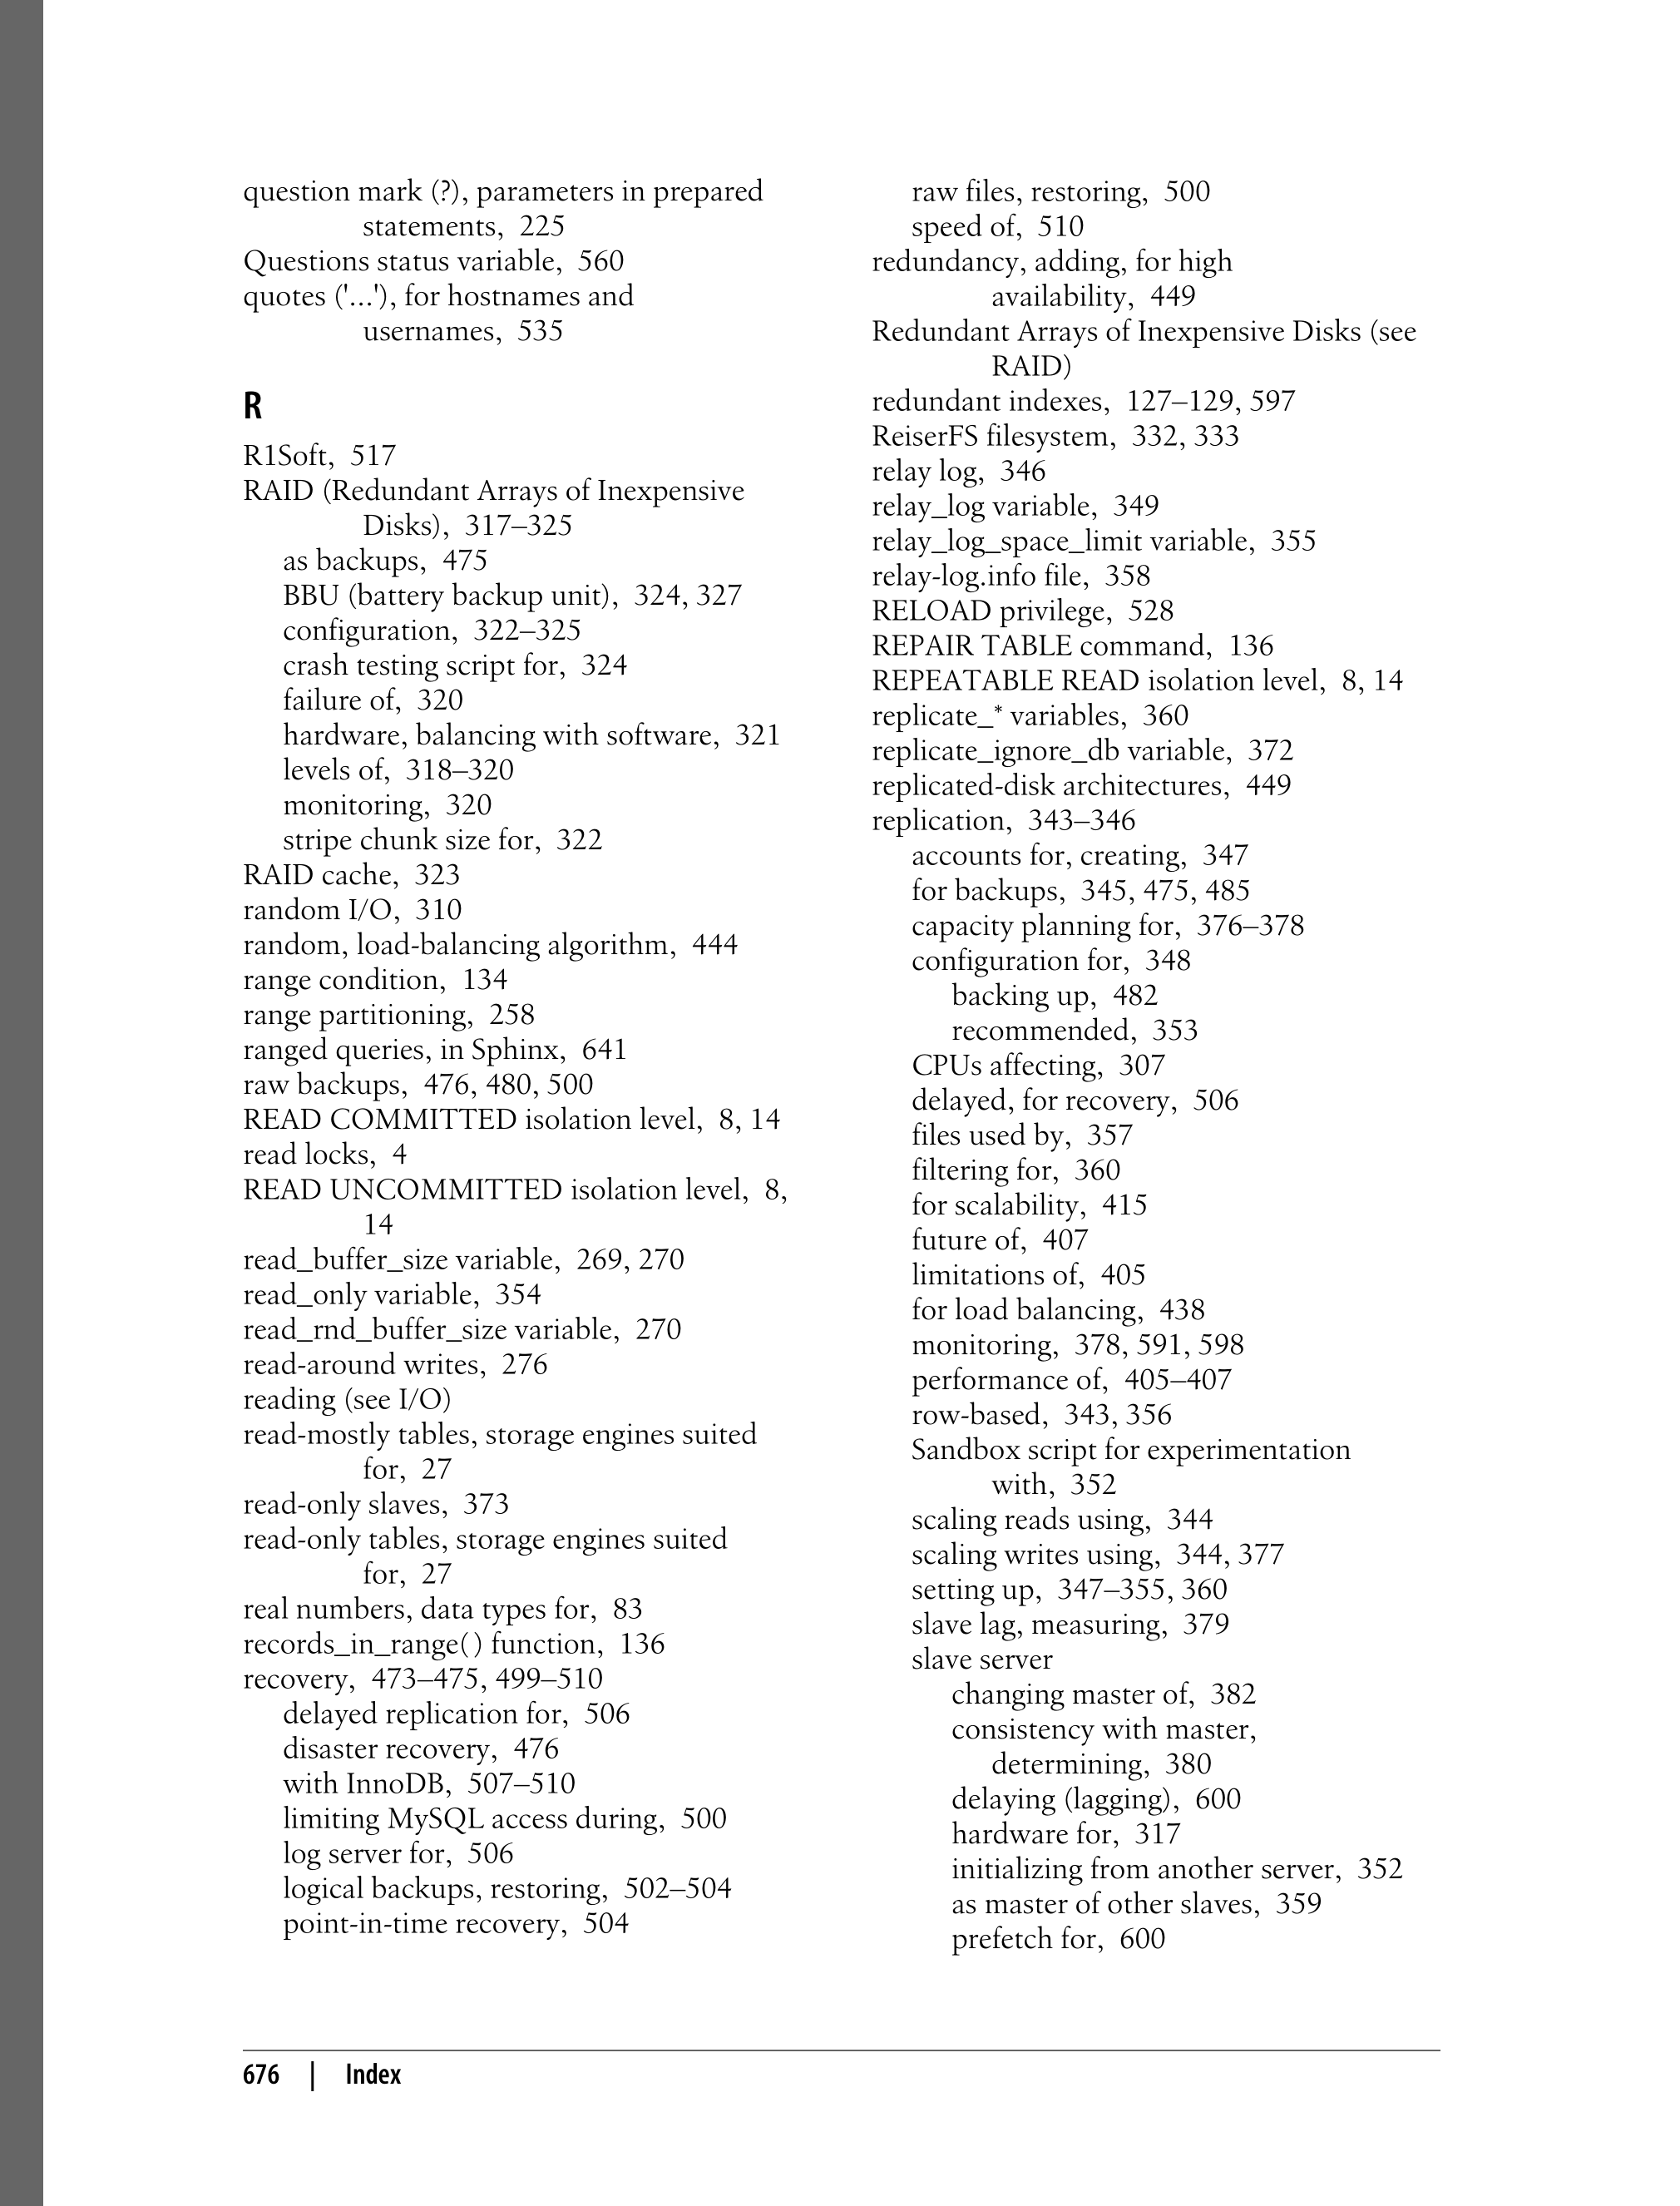 question mark (?), parameters in prepared
statements, 225
Questions status variable, 560
quotes ('...'), for hostnames and
usernames, 535
R
R1Soft, 517
RAID (Redundant Arrays of Inexpensive
Disks), 317–325
as backups, 475
BBU (battery backup unit), 324, 327
configuration, 322–325
crash testing script for, 324
failure of, 320
hardware, balancing with software, 321
levels of, 318–320
monitoring, 320
stripe chunk size for, 322
RAID cache, 323
random I/O, 310
random, load-balancing algorithm, 444
range condition, 134
range partitioning, 258
ranged queries, in Sphinx, 641
raw backups, 476, 480, 500
READ COMMITTED isolation level, 8, 14
read locks, 4
READ UNCOMMITTED isolation level, 8,
14
read_buffer_size variable, 269, 270
read_only variable, 354
read_rnd_buffer_size variable, 270
read-around writes, 276
reading (see I/O)
read-mostly tables, storage engines suited
for, 27
read-only slaves, 373
read-only tables, storage engines suited
for, 27
real numbers, data types for, 83
records_in_range() function, 136
recovery, 473–475, 499–510
delayed replication for, 506
disaster recovery, 476
with InnoDB, 507–510
limiting MySQL access during, 500
log server for, 506
logical backups, restoring, 502–504
point-in-time recovery, 504
raw files, restoring, 500
speed of, 510
redundancy, adding, for high
availability, 449
Redundant Arrays of Inexpensive Disks (see
RAID)
redundant indexes, 127–129, 597
ReiserFS filesystem, 332, 333
relay log, 346
relay_log variable, 349
relay_log_space_limit variable, 355
relay-log.info file, 358
RELOAD privilege, 528
REPAIR TABLE command, 136
REPEATABLE READ isolation level, 8, 14
replicate_* variables, 360
replicate_ignore_db variable, 372
replicated-disk architectures, 449
replication, 343–346
accounts for, creating, 347
for backups, 345, 475, 485
capacity planning for, 376–378
configuration for, 348
backing up, 482
recommended, 353
CPUs affecting, 307
delayed, for recovery, 506
files used by, 357
filtering for, 360
for scalability, 415
future of, 407
limitations of, 405
for load balancing, 438
monitoring, 378, 591, 598
performance of, 405–407
row-based, 343, 356
Sandbox script for experimentation
with, 352
scaling reads using, 344
scaling writes using, 344, 377
setting up, 347–355, 360
slave lag, measuring, 379
slave server
changing master of, 382
consistency with master,
determining, 380
delaying (lagging), 600
hardware for, 317
initializing from another server, 352
as master of other slaves, 359
prefetch for, 600
676 | Index